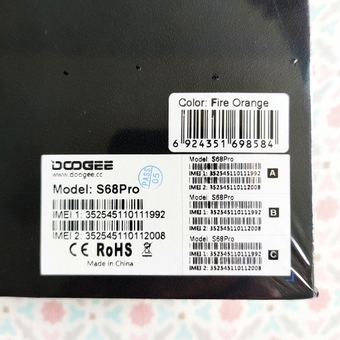 Color: Fire Orange
6 924351 698584
DOOGEE
www.doogee.cc
Model: S68Pro
IMEI 1: 352545110111992
IMEI 2: 352545110112008
CE RoHS
Made in China
PASS
05
Model: S68Pro
IMEI 1: 352545110111992
IMEI 2: 352545110112008
A
Model: S68Pro
IMEI 1: 352545110111992
IMEI 2: 352545110112008
B
Model: S68Pro
IMEI 1: 352545110111992
IMEI 2: 352545110112008
C